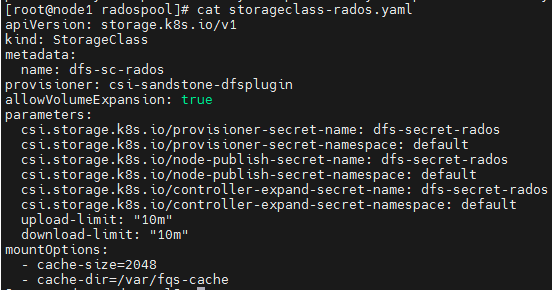 [root@node1 radospool]# cat storageclass-rados.yaml
apiVersion: storage.k8s.io/v1
kind: StorageClass
metadata:
  name: dfs-sc-rados
provisioner: csi-sandstone-dfsplugin
allowVolumeExpansion: true
parameters:
  csi.storage.k8s.io/provisioner-secret-name: dfs-secret-rados
  csi.storage.k8s.io/provisioner-secret-namespace: default
  csi.storage.k8s.io/node-publish-secret-name: dfs-secret-rados
  csi.storage.k8s.io/node-publish-secret-namespace: default
  csi.storage.k8s.io/controller-expand-secret-name: dfs-secret-rados
  csi.storage.k8s.io/controller-expand-secret-namespace: default
  upload-limit: "10m"
  download-limit: "10m"
mountOptions:
  - cache-size=2048
  - cache-dir=/var/fqs-cache